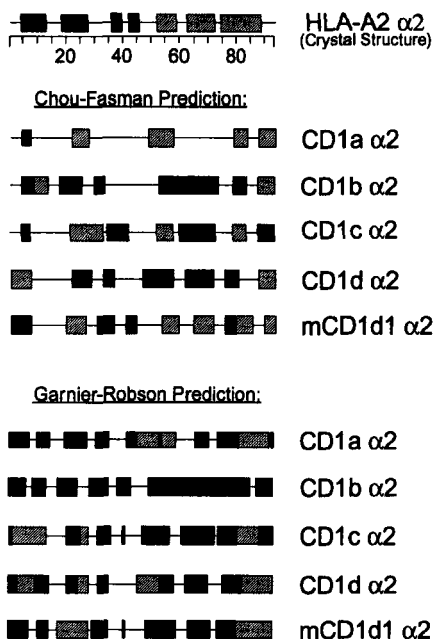 HLA-A2 α2
(Crystal Structure)
20 40 60 80
Chou-Fasman Prediction:
CD1a α2
CD1b α2
CD1c α2
CD1d α2
mCD1d1 α2
Garnier-Robson Prediction:
CD1a α2
CD1b α2
CD1c α2
CD1d α2
mCD1d1 α2